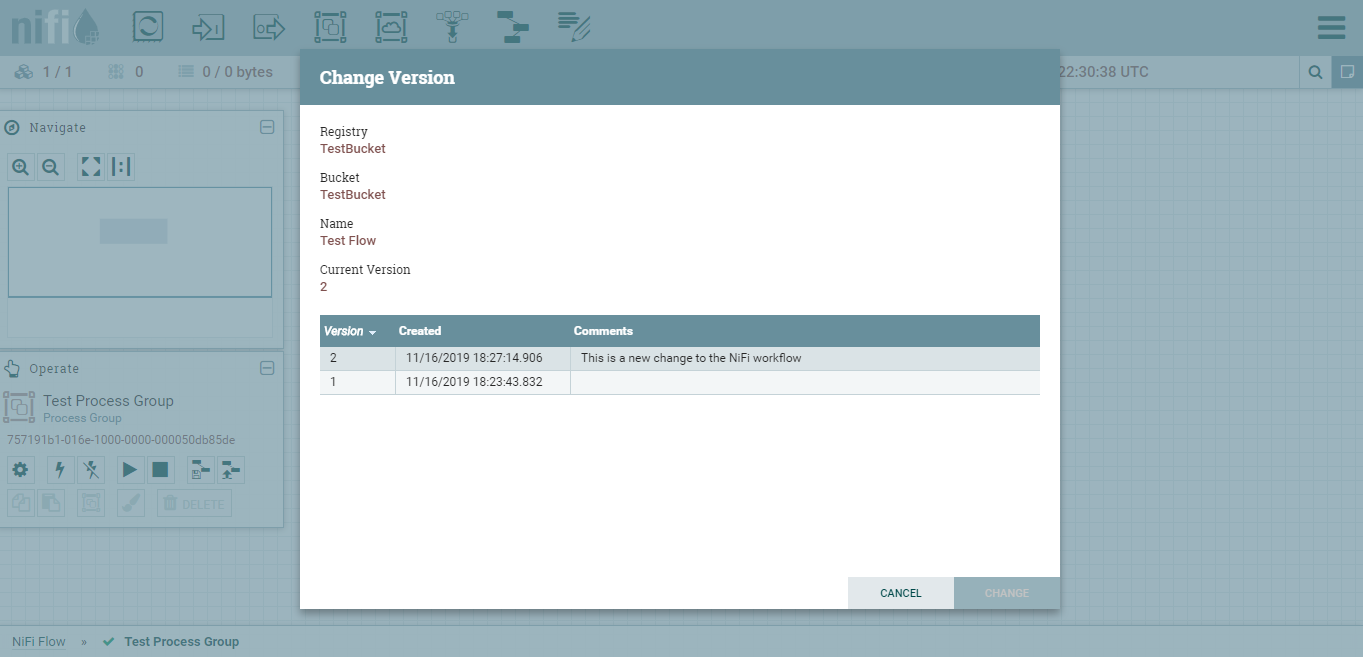 nifi
1 / 1
0
0 / 0 bytes
22:30:38 UTC
Change Version
Navigate
Registry
TestBucket
Bucket
TestBucket
Name
Test Flow
Current Version
2
Version Created Comments
2 11/16/2019 18:27:14.906 This is a new change to the NiFi workflow
1 11/16/2019 18:23:43.832
Operate
Test Process Group
Process Group
757191b1-016e-1000-0000-000050db85de
DELETE
CANCEL CHANGE
NiFi Flow » Test Process Group